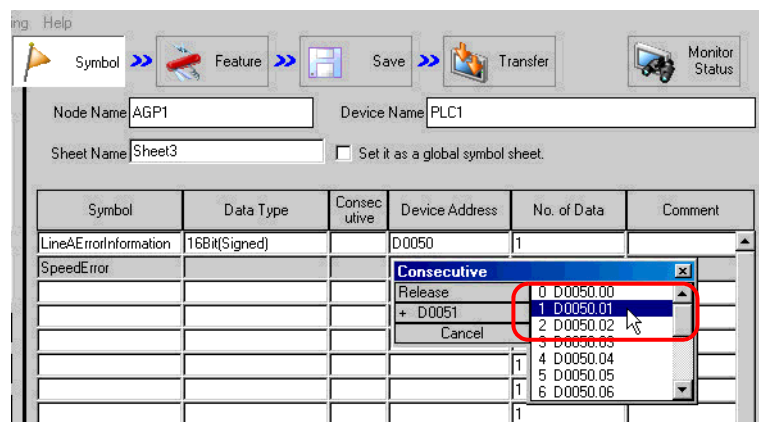 ing Help
Symbol Feature Save Transfer Monitor Status
Node Name AGP1 Device Name PLC1
Sheet Name Sheet3 Set it as a global symbol sheet.
Symbol Data Type Consecutive Device Address No. of Data Comment
LineAErrorInformation 16Bit(Signed) D0050 1
SpeedError
Consecutive
Release
+ D0051
Cancel
0 D0050.00
1 D0050.01
2 D0050.02
3 D0050.03
4 D0050.04
5 D0050.05
6 D0050.06
1
1
1